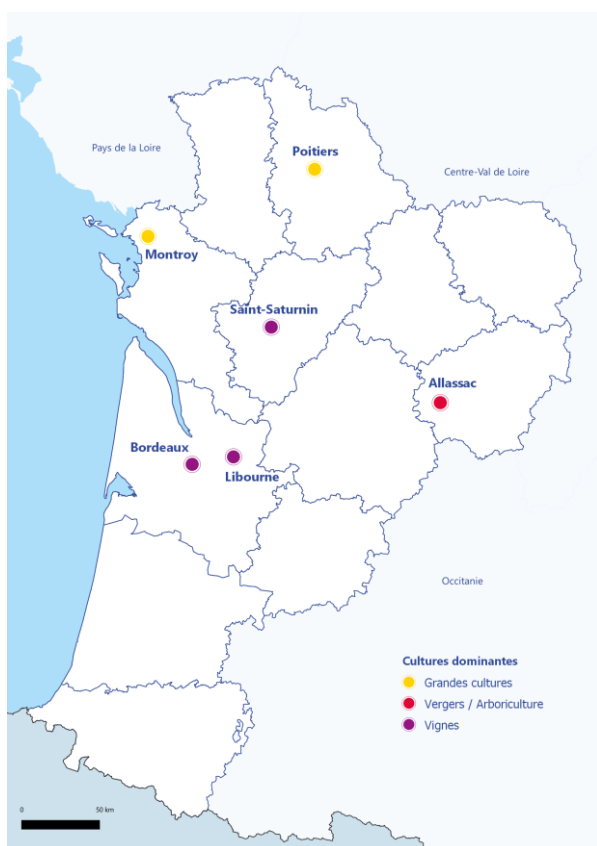 Pays de la Loire
Poitiers
Centre-Val de Loire
Montroy
Saint-Saturnin
Allassac
Bordeaux
Libourne
Occitanie
Cultures dominantes
Grandes cultures
Vergers / Arboriculture
Vignes
0 50 km